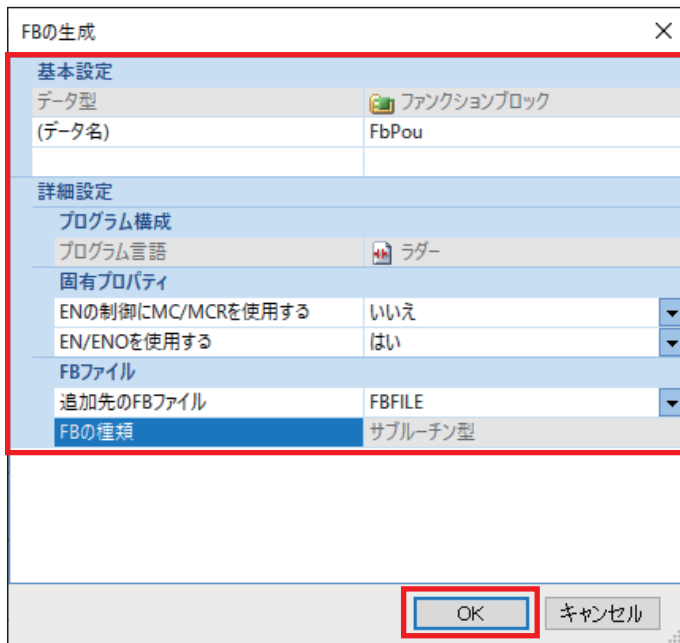 FBの生成
基本設定
データ型 ファンクションブロック
(データ名) FbPou
詳細設定
プログラム構成
プログラム言語 ラダー
固有プロパティ
ENの制御にMC/MCRを使用する いいえ
EN/ENOを使用する はい
FBファイル
追加先のFBファイル FBFILE
FBの種類 サブルーチン型
OK キャンセル